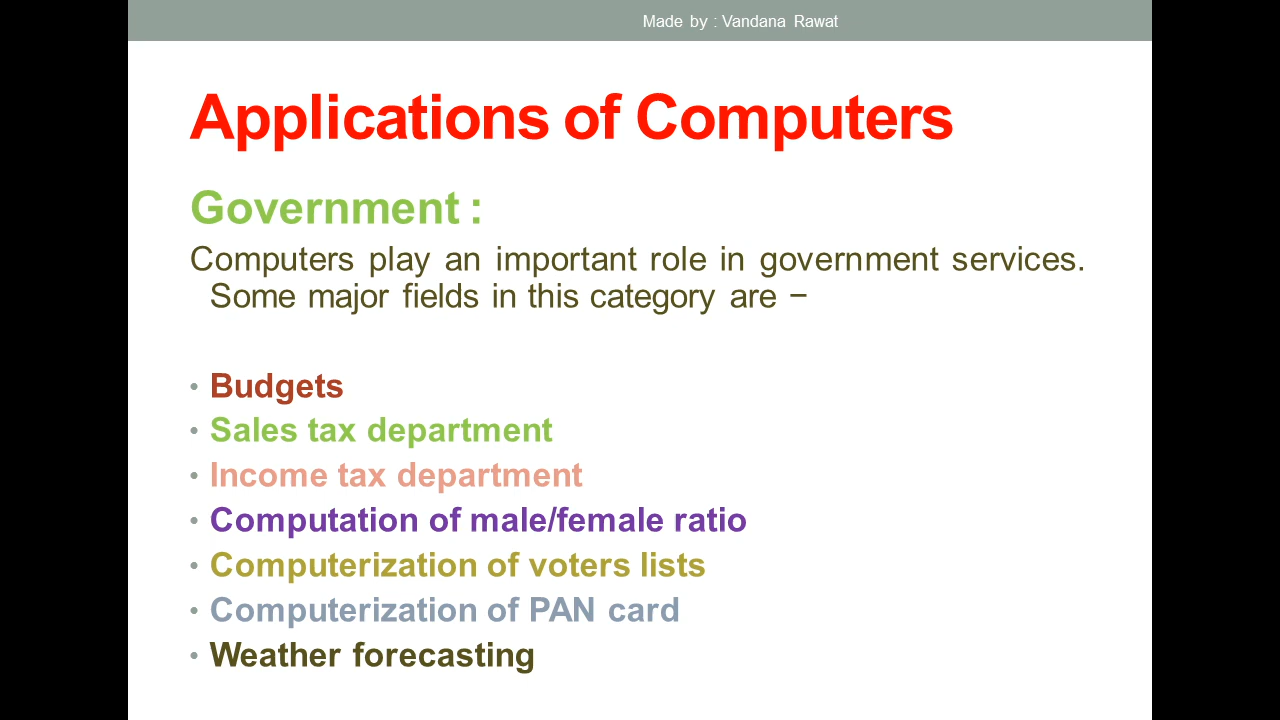 Made by : Vandana Rawat
Applications of Computers
Government :
Computers play an important role in government services.
Some major fields in this category are −
• Budgets
• Sales tax department
• Income tax department
• Computation of male/female ratio
• Computerization of voters lists
• Computerization of PAN card
• Weather forecasting